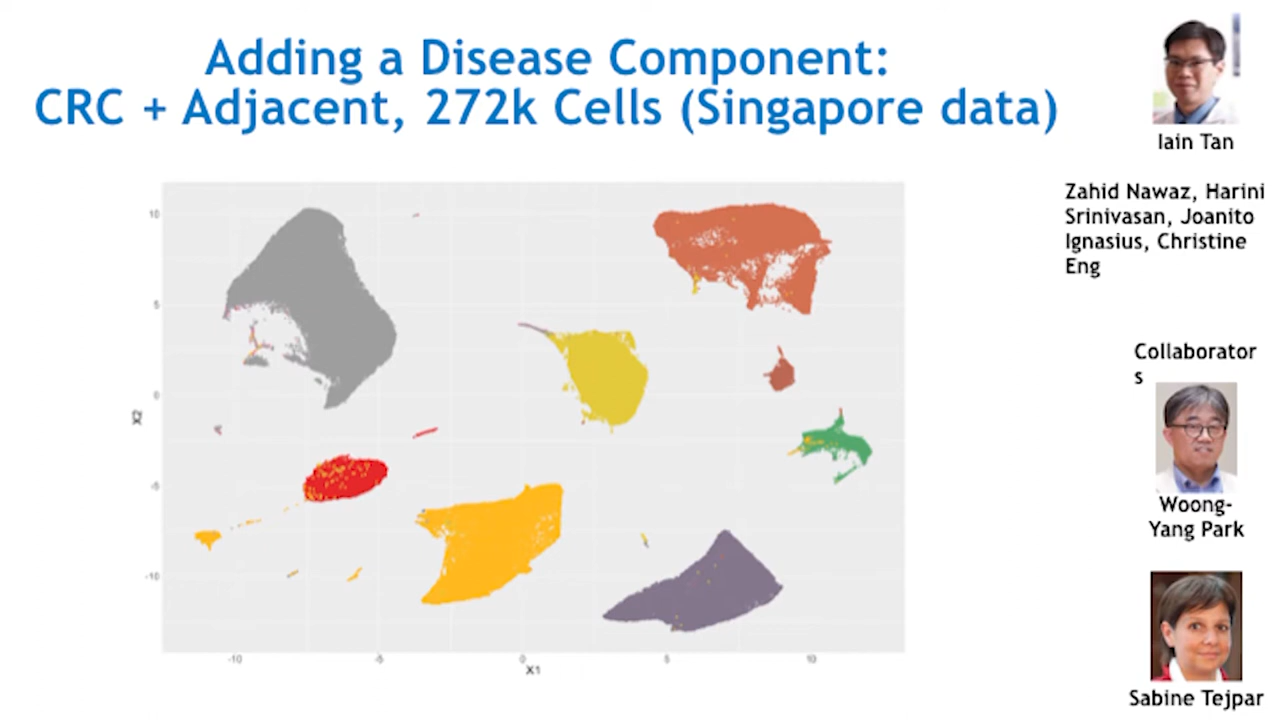 Adding a Disease Component:
CRC + Adjacent, 272k Cells (Singapore data)
Iain Tan
Zahid Nawaz, Harini
Srinivasan, Joanito
Ignasius, Christine
Eng
Collaborator
s
Woong-
Yang Park
Sabine Tejpar
10
5
0
-5
-10
X2
-10
-5
0
5
10
X1